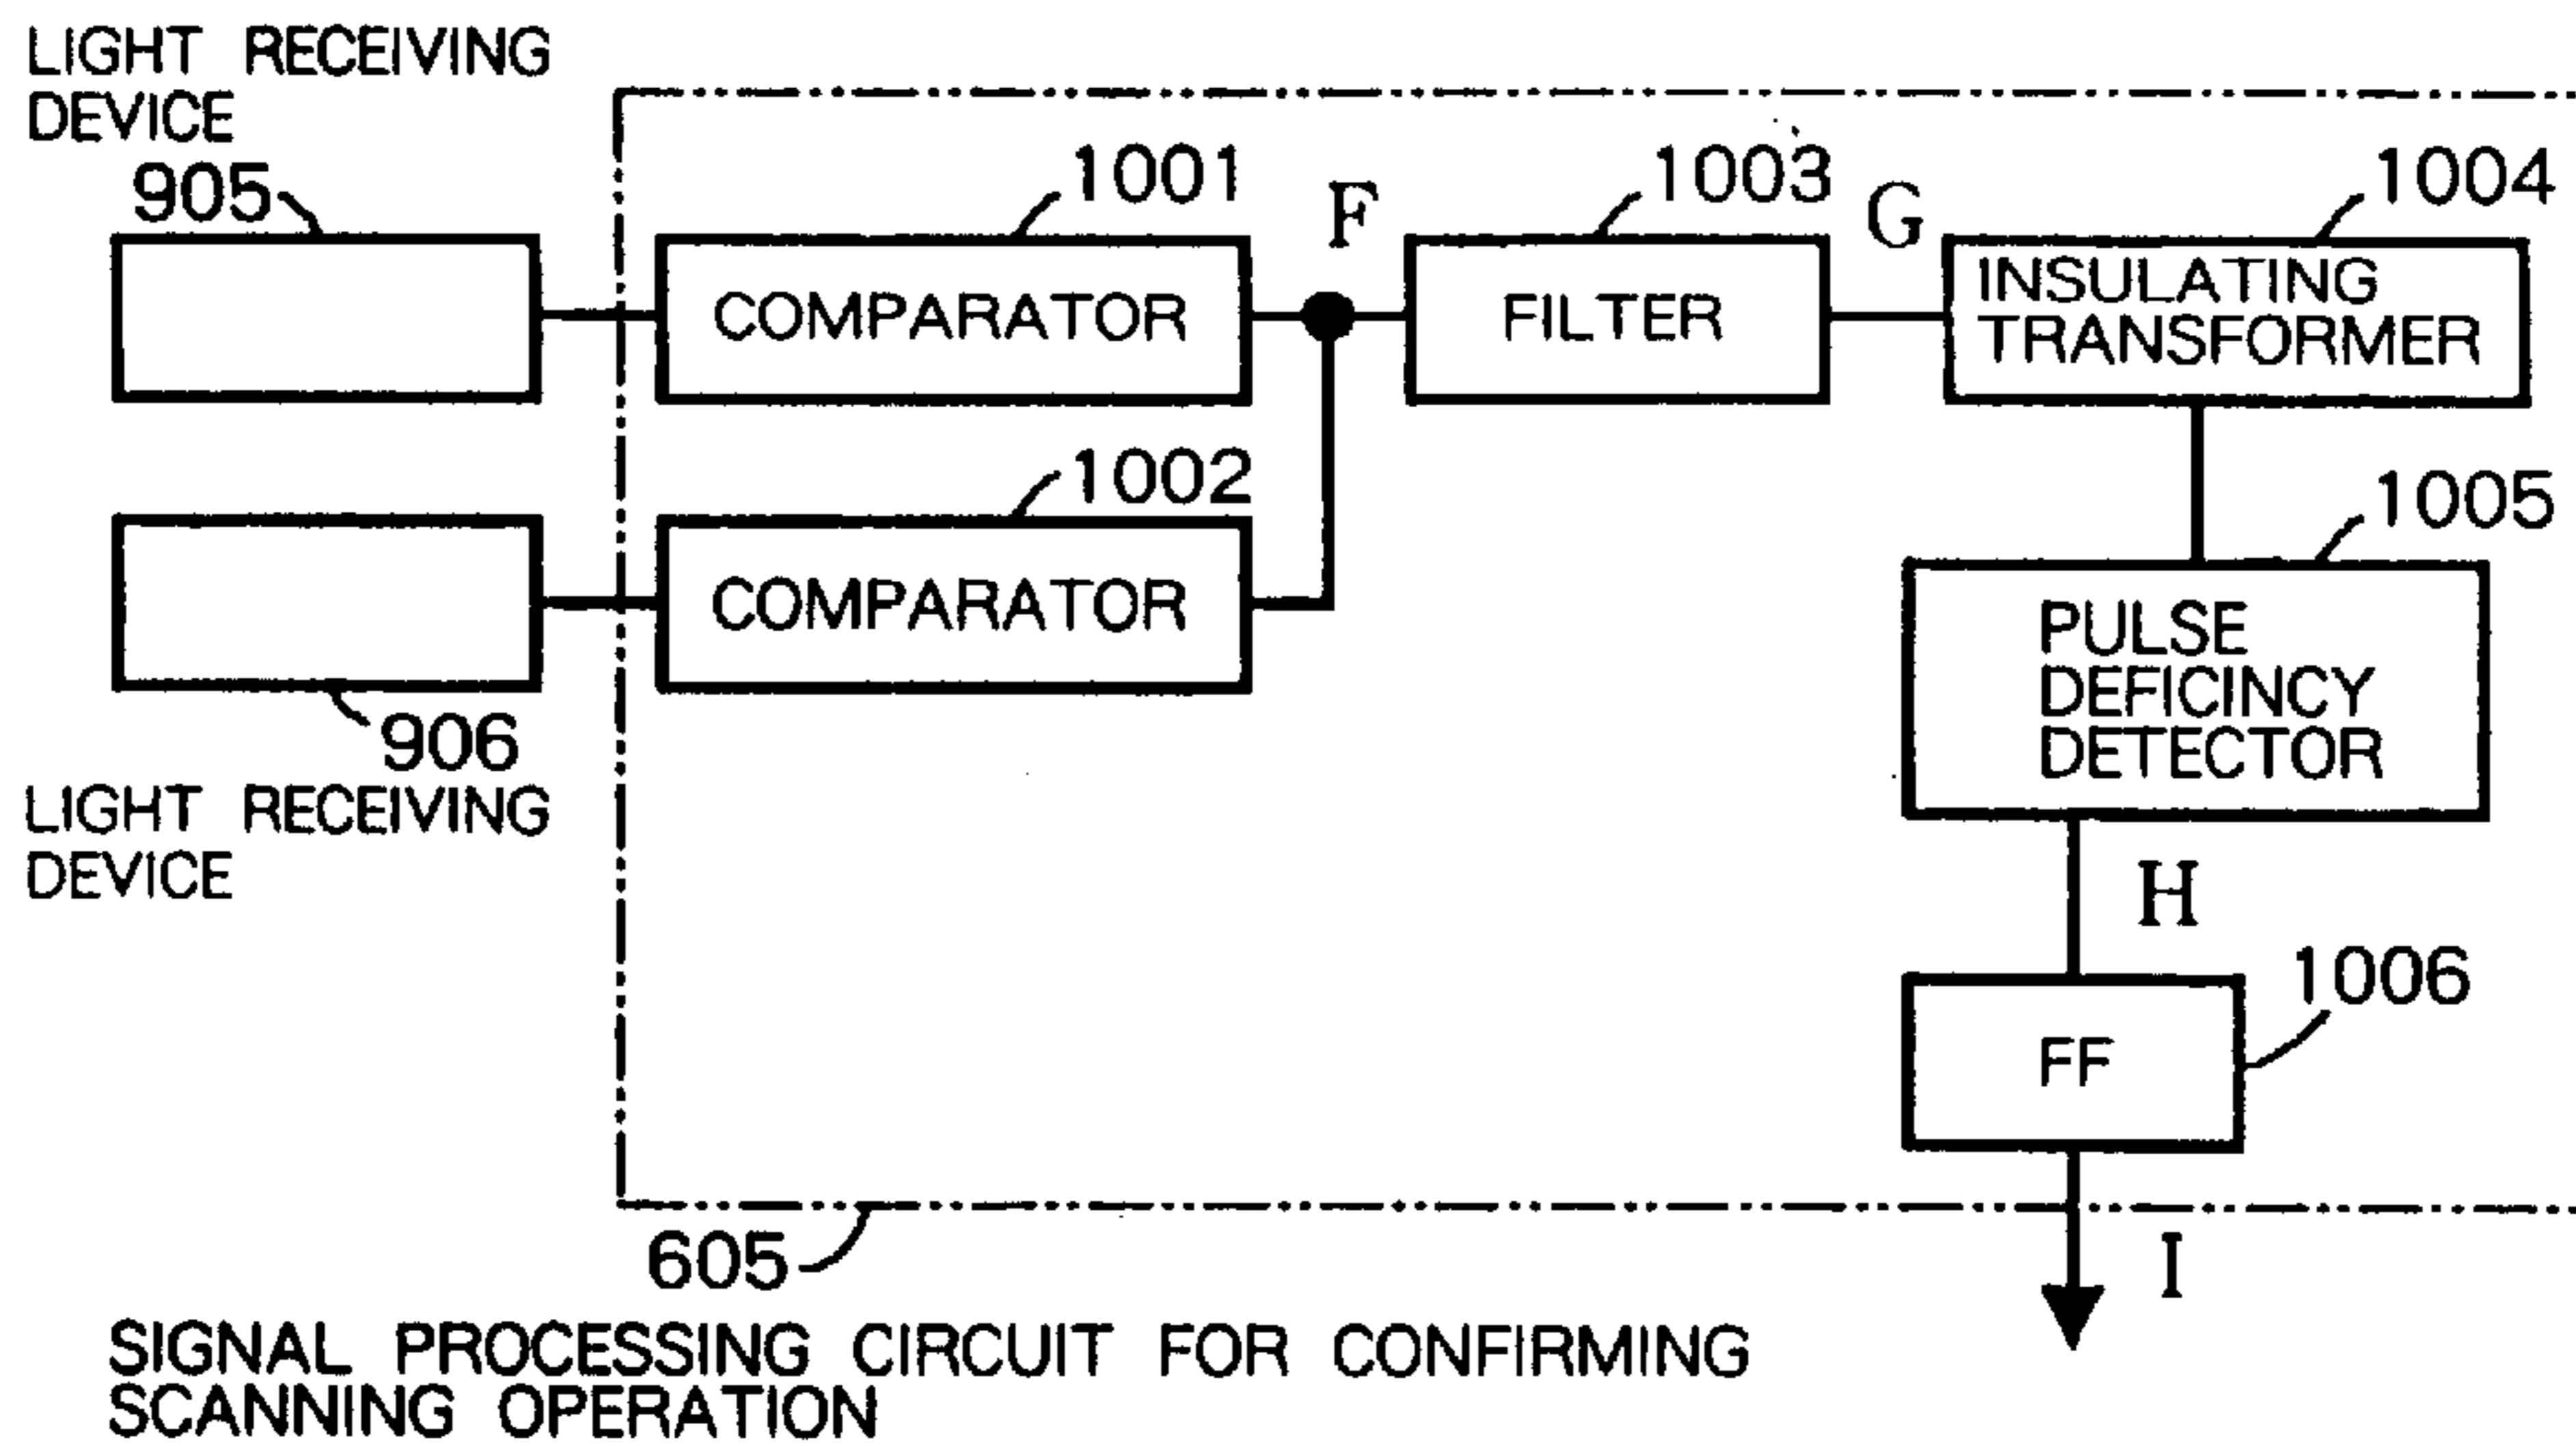 LIGHT RECEIVING
DEVICE
905
1001
F
1003
G
1004
COMPARATOR
FILTER
INSULATING
TRANSFORMER
1002
1005
COMPARATOR
PULSE
DEFICINCY
DETECTOR
906
LIGHT RECEIVING
DEVICE
H
1006
FF
605
I
SIGNAL PROCESSING CIRCUIT FOR CONFIRMING
SCANNING OPERATION